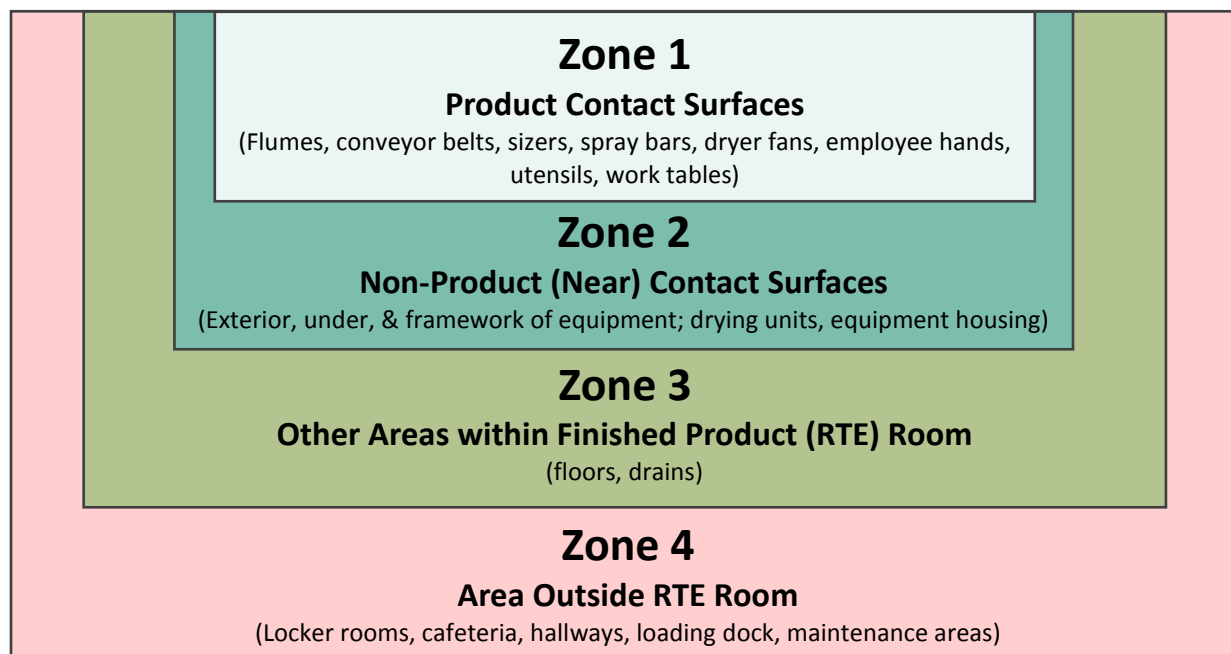 Zone 1
Product Contact Surfaces
(Flumes, conveyor belts, sizers, spray bars, dryer fans, employee hands,
utensils, work tables)
Zone 2
Non-Product (Near) Contact Surfaces
(Exterior, under, & framework of equipment; drying units, equipment housing)
Zone 3
Other Areas within Finished Product (RTE) Room
(floors, drains)
Zone 4
Area Outside RTE Room
(Locker rooms, cafeteria, hallways, loading dock, maintenance areas)